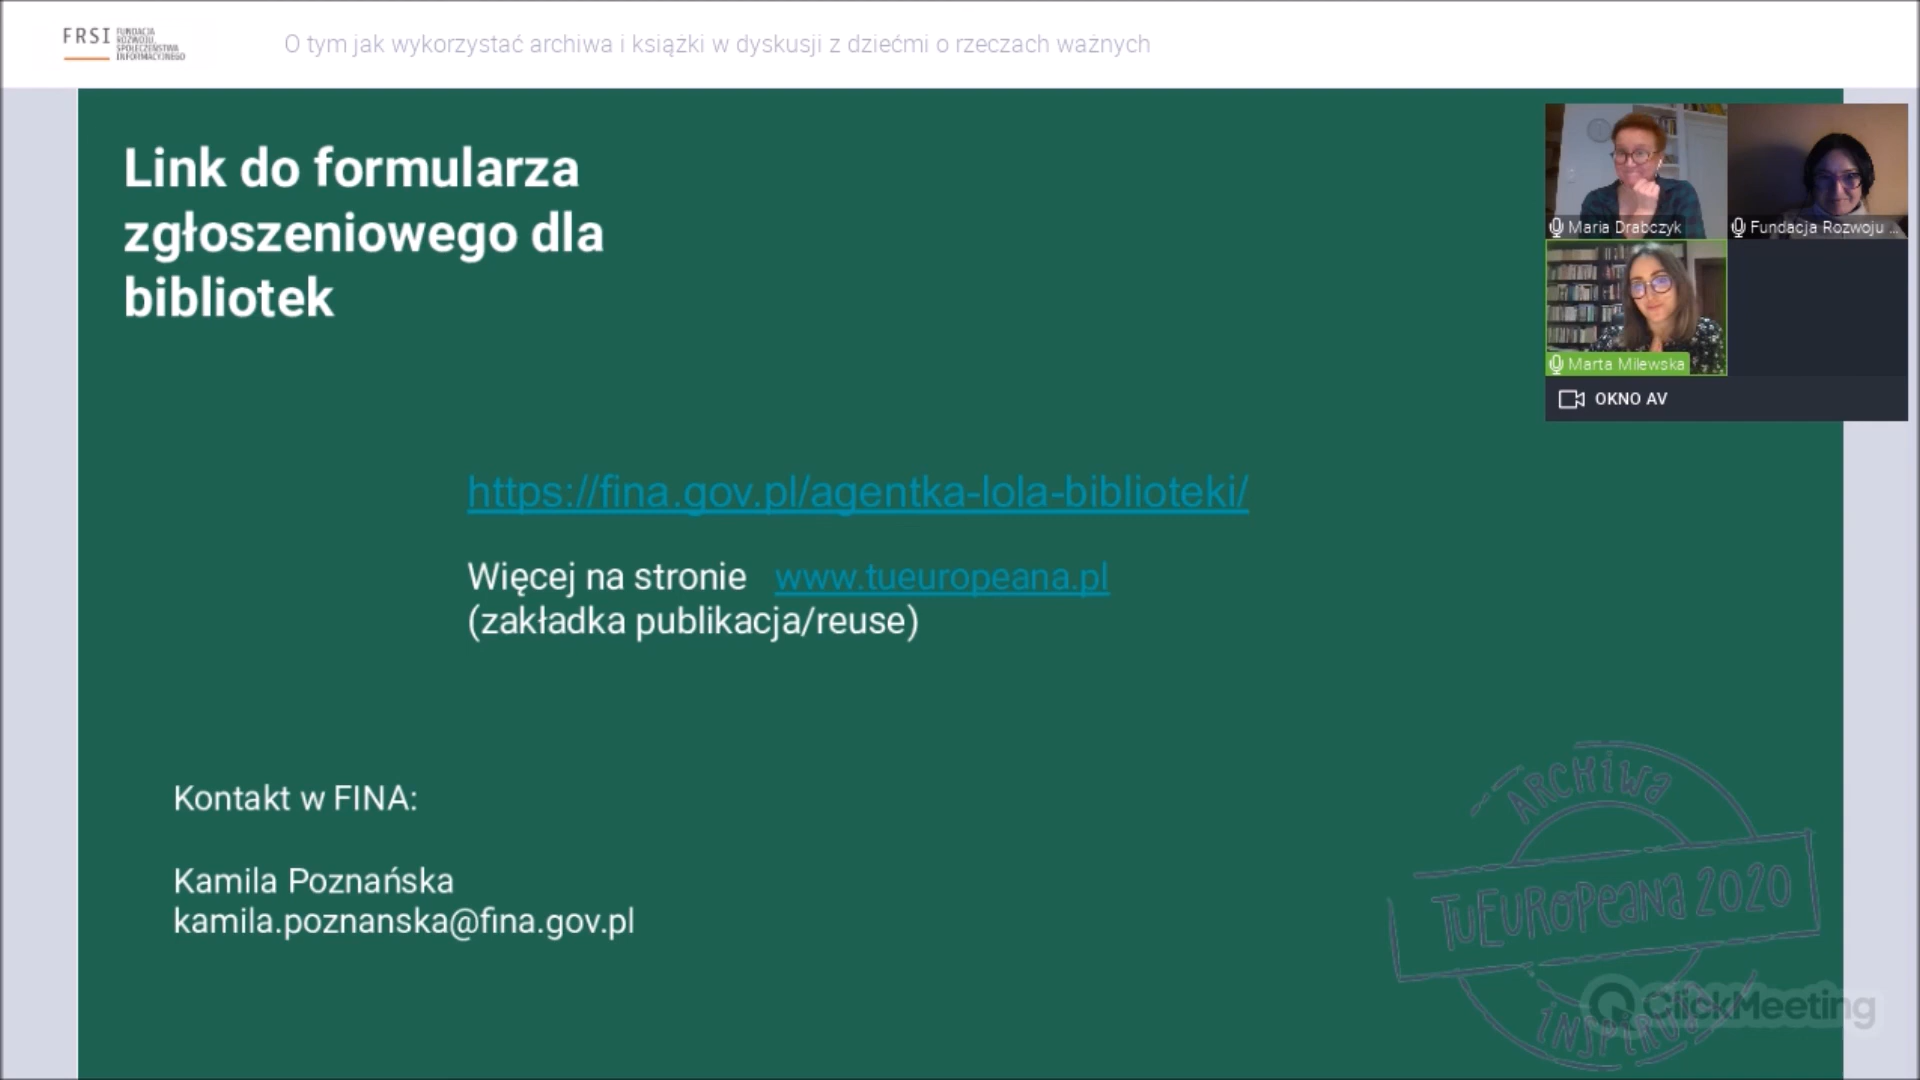 FRSI FUNDACJA
ROZWOJU
SPOŁECZEŃSTWA
INFORMACYJNEGO
O tym jak wykorzystać archiwa i książki w dyskusji z dziećmi o rzeczach ważnych
Link do formularza
zgłoszeniowego dla
bibliotek
Maria Drabczyk
Fundacja Rozwoju ...
Marta Milewska
OKNO AV
https://fina.gov.pl/agentka-lola-biblioteki/
Więcej na stronie www.tueuropeana.pl
(zakładka publikacja/reuse)
Kontakt w FINA:
Kamila Poznańska
kamila.poznanska@fina.gov.pl
ARCHiWA
TuEUROPEANA 2020
ClickMeeting